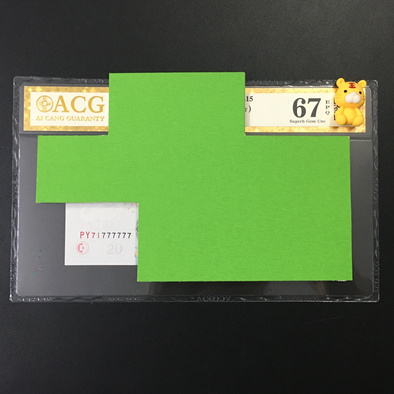 ACG
AI CANG GUARANTY
15
67
EPQ
Superb Gem Unc
PY71777777
20